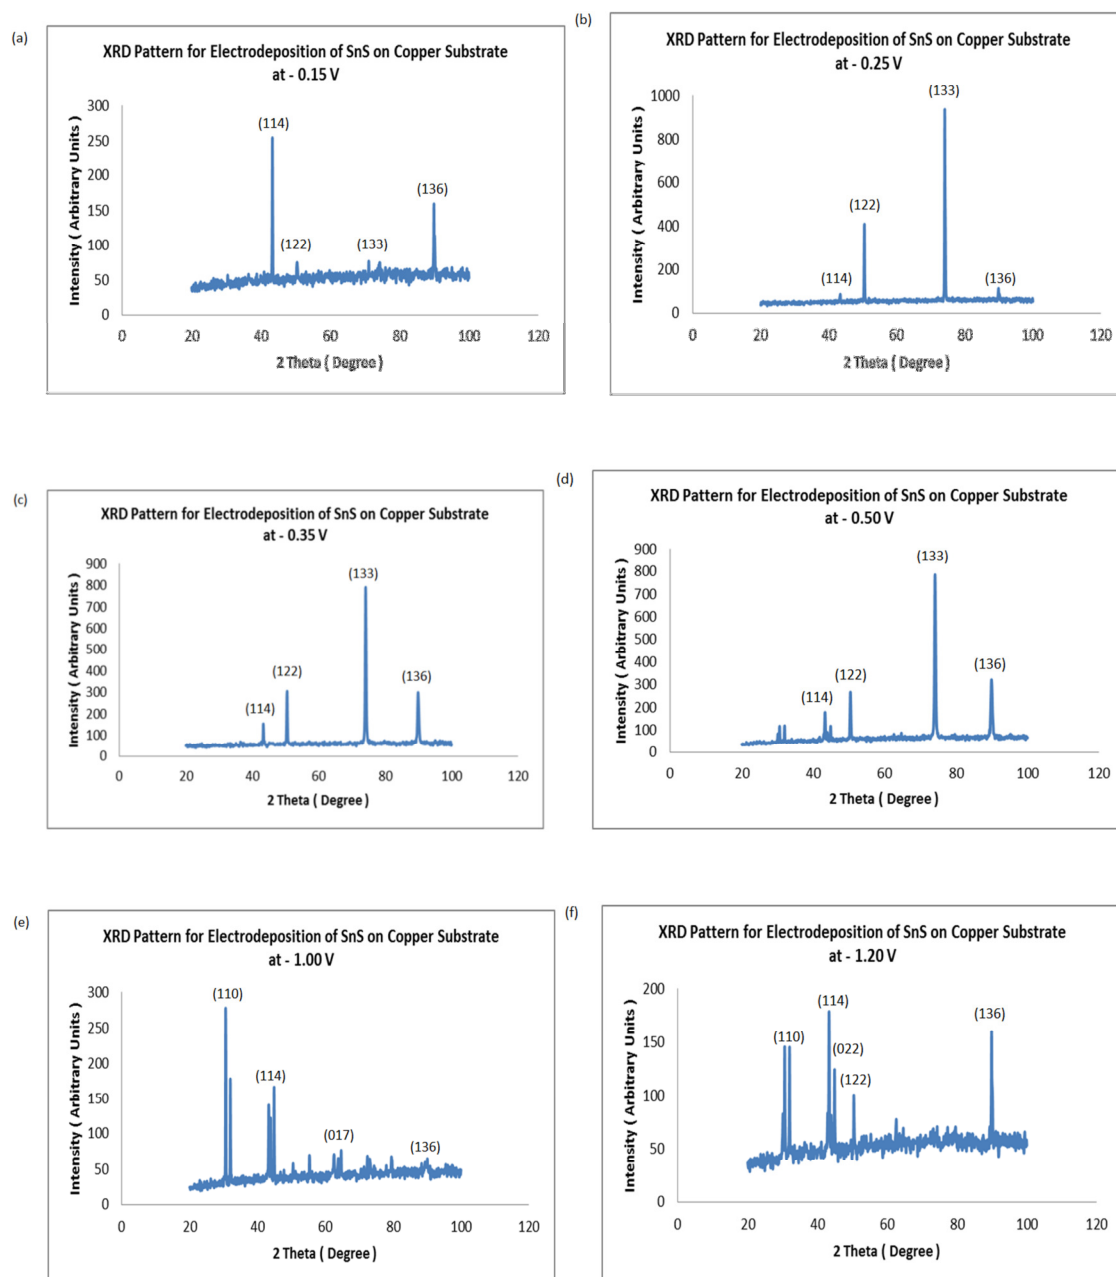 (a)
XRD Pattern for Electrodeposition of SnS on Copper Substrate
at - 0.15 V
Intensity ( Arbitrary Units )
300
250
200
150
100
50
0
(114)
(122)
(133)
(136)
0 20 40 60 80 100 120
2 Theta ( Degree )
(b)
XRD Pattern for Electrodeposition of SnS on Copper Substrate
at - 0.25 V
Intensity ( Arbitrary Units )
1000
800
600
400
200
0
(114)
(122)
(133)
(136)
0 20 40 60 80 100 120
2 Theta ( Degree )
(c)
XRD Pattern for Electrodeposition of SnS on Copper Substrate
at - 0.35 V
Intensity ( Arbitrary Units )
900
800
700
600
500
400
300
200
100
0
(114)
(122)
(133)
(136)
0 20 40 60 80 100 120
2 Theta ( Degree )
(d)
XRD Pattern for Electrodeposition of SnS on Copper Substrate
at - 0.50 V
Intensity ( Arbitrary Units )
900
800
700
600
500
400
300
200
100
0
(114)
(122)
(133)
(136)
0 20 40 60 80 100 120
2 Theta ( Degree )
(e)
XRD Pattern for Electrodeposition of SnS on Copper Substrate
at - 1.00 V
Intensity ( Arbitrary Units )
300
250
200
150
100
50
0
(110)
(114)
(017)
(136)
0 20 40 60 80 100 120
2 Theta ( Degree )
(f)
XRD Pattern for Electrodeposition of SnS on Copper Substrate
at - 1.20 V
Intensity ( Arbitrary Units )
200
150
100
50
0
(110)
(114)
(022)
(122)
(136)
0 20 40 60 80 100 120
2 Theta ( Degree )